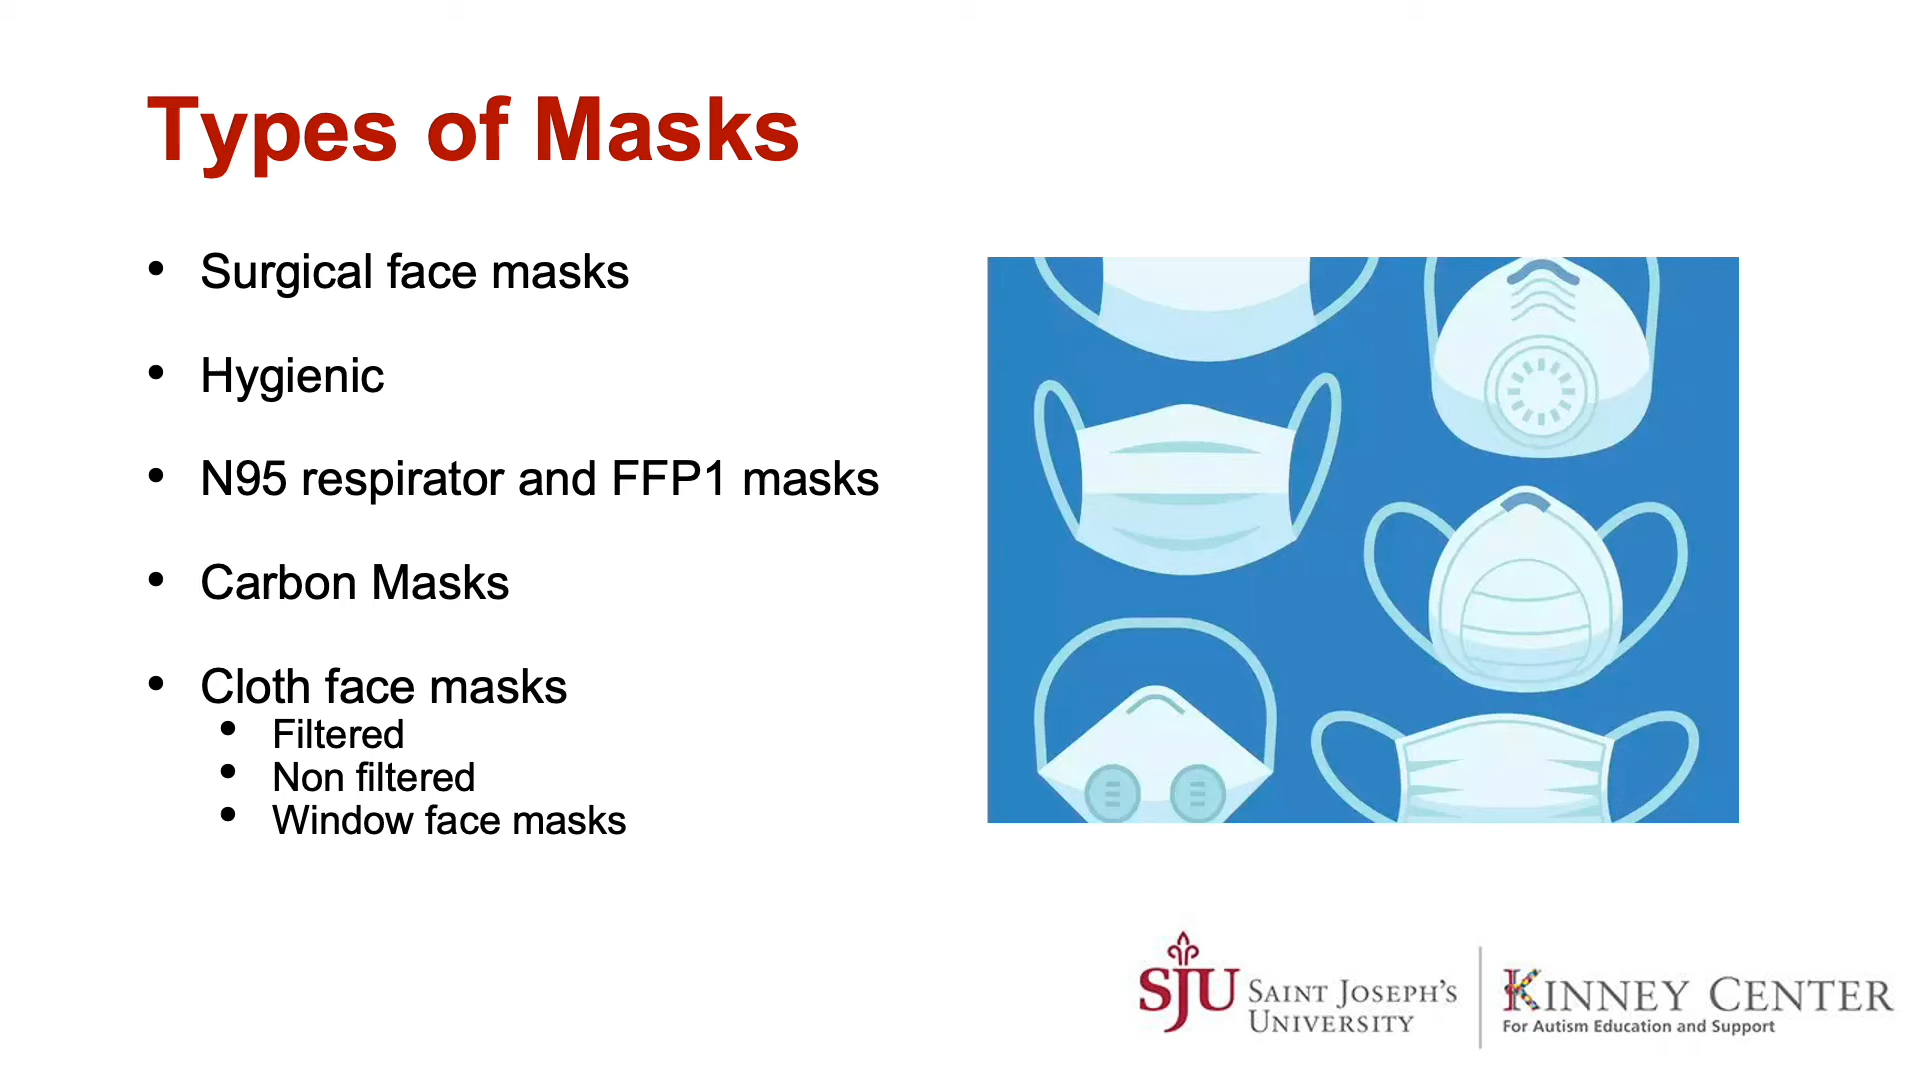 Types of Masks
• Surgical face masks
• Hygienic
• N95 respirator and FFP1 masks
• Carbon Masks
• Cloth face masks
• Filtered
• Non filtered
• Window face masks
SJU SAINT JOSEPH'S UNIVERSITY
KINNEY CENTER
For Autism Education and Support